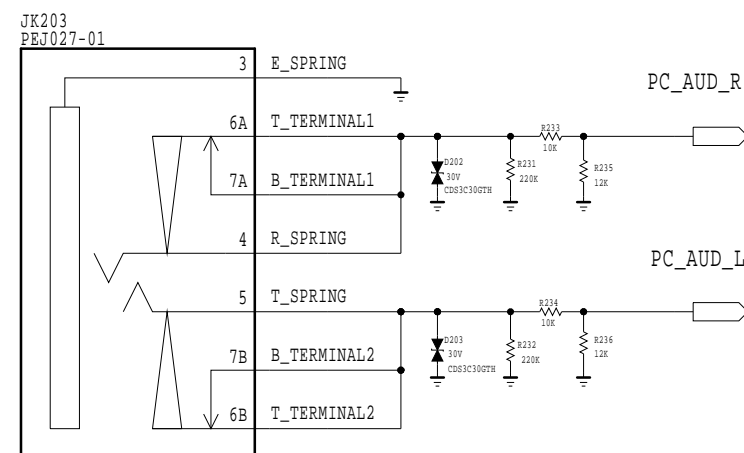 JK203
PEJ027-01
3 E_SPRING
PC_AUD_R
6A T_TERMINAL1
R233
10K
D202
30V
CDS3C30GTH
R231
220K
R235
12K
7A B_TERMINAL1
4 R_SPRING
PC_AUD_L
5 T_SPRING
R234
10K
D203
30V
CDS3C30GTH
R232
220K
R236
12K
7B B_TERMINAL2
6B T_TERMINAL2